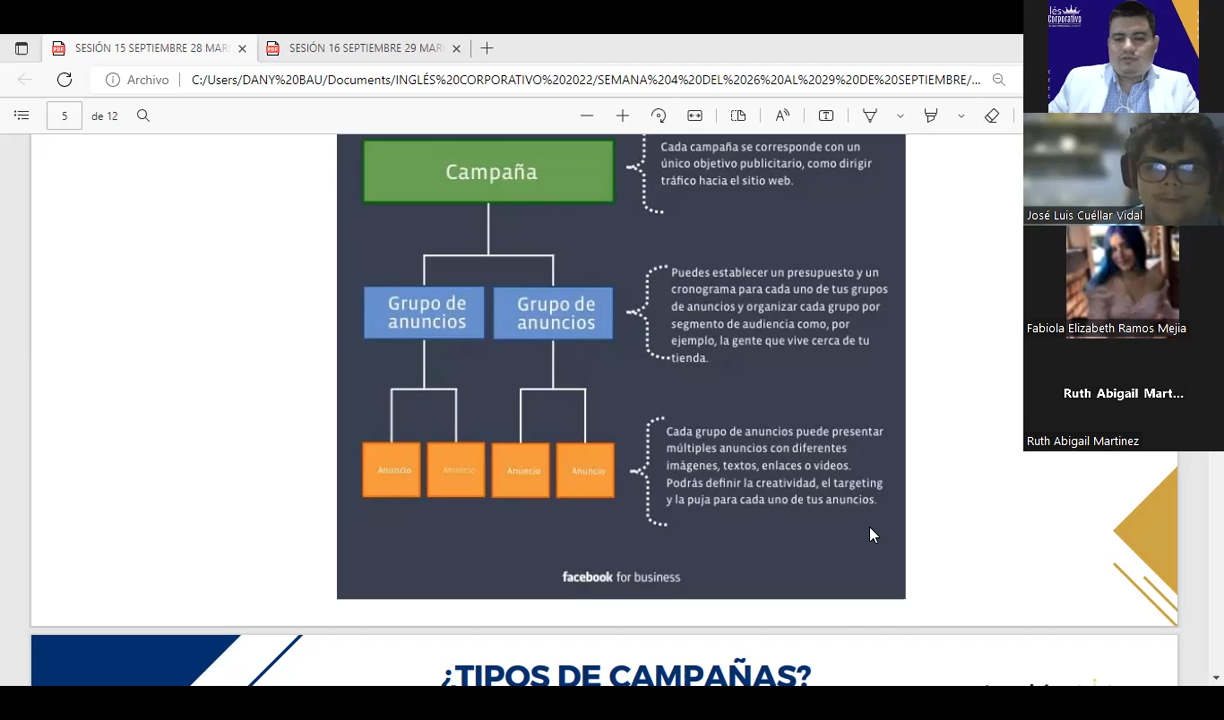 SESIÓN 15 SEPTIEMBRE 28 MAR
SESIÓN 16 SEPTIEMBRE 29 MAR
Archivo
C:/Users/DANY%20BAU/Documents/INGLÉS%20CORPORATIVO%202022/SEMANA%204%20DEL%2026%20AL%2029%20DE%20SEPTIEMBRE/...
5
de 12
Campaña
Cada campaña se corresponde con un
único objetivo publicitario, como dirigir
tráfico hacia el sitio web.
Grupo de
anuncios
Grupo de
anuncios
Puedes establecer un presupuesto y un
cronograma para cada uno de tus grupos
de anuncios y organizar cada grupo por
segmento de audiencia como, por
ejemplo, la gente que vive cerca de tu
tienda.
Anuncio
Anuncio
Anuncio
Anuncio
Cada grupo de anuncios puede presentar
múltiples anuncios con diferentes
imágenes, textos, enlaces o videos.
Podrás definir la creatividad, el targeting
y la puja para cada uno de tus anuncios.
facebook for business
¿TIPOS DE CAMPAÑAS?
lés
Corporativo
José Luis Cuéllar Vidal
Fabiola Elizabeth Ramos Mejia
Ruth Abigail Mart...
Ruth Abigail Martinez